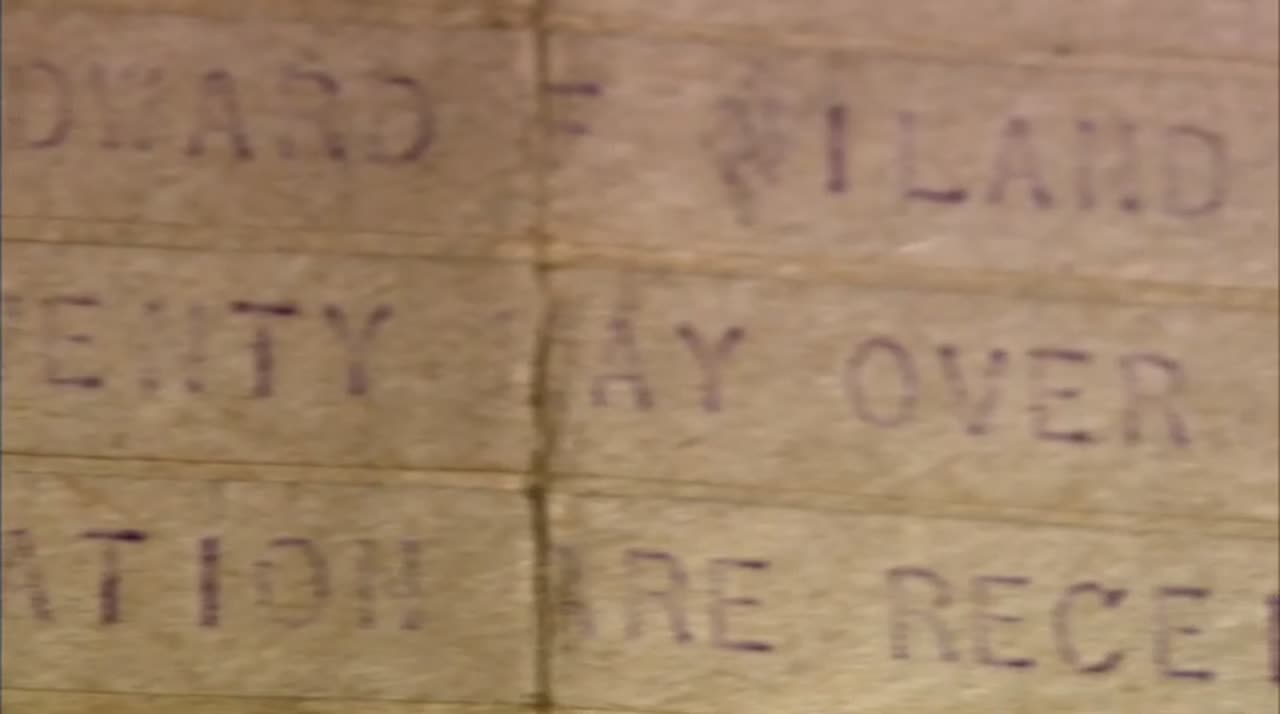 DWARD F WILAND
ENTY AY OVER
ATION ARE RECE